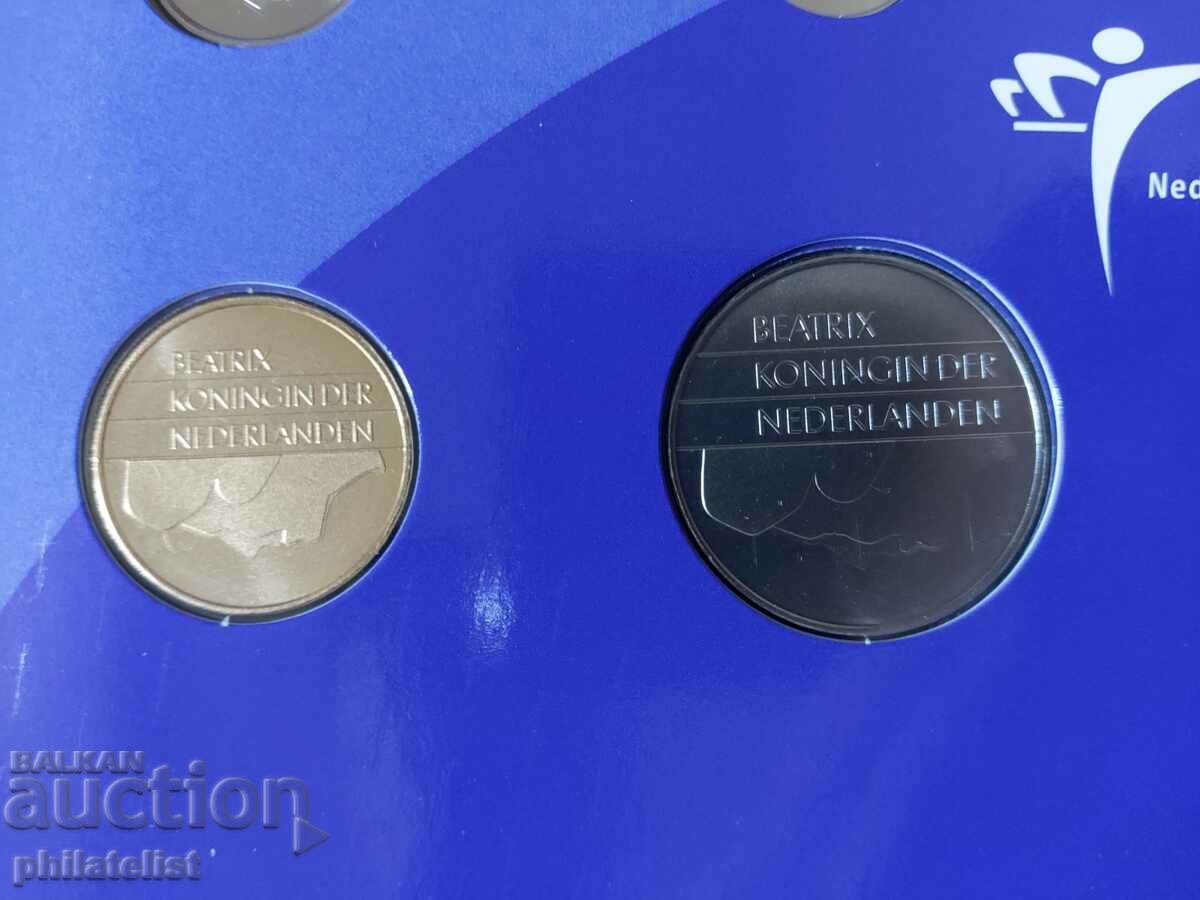 Ned
BEATRIX
KONINGIN DER
NEDERLANDEN
BEATRIX
KONINGIN DER
NEDERLANDEN
BALKAN
auction
philatelist